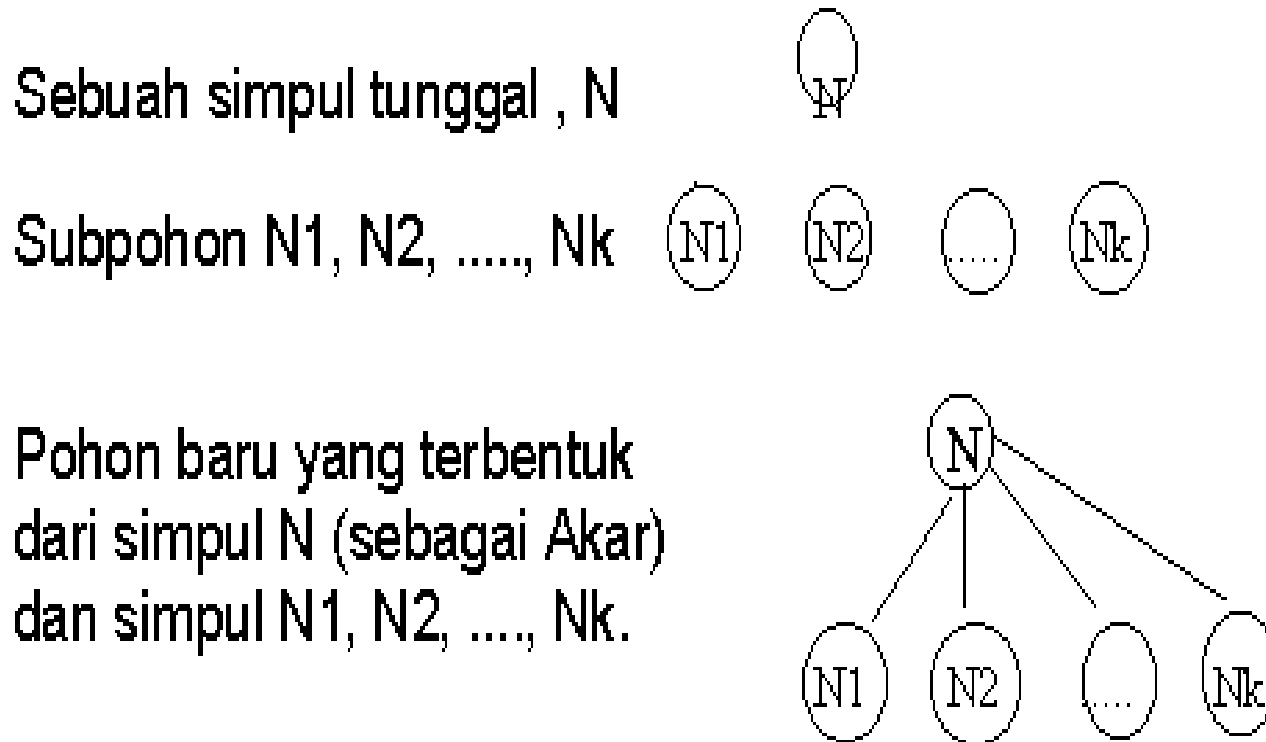 Sebuah simpul tunggal , N
N
Subpohon N1, N2, ....., Nk
N1 N2 ..... Nk
Pohon baru yang terbentuk
dari simpul N (sebagai Akar)
dan simpul N1, N2, ...., Nk.
N
N1 N2 .... Nk